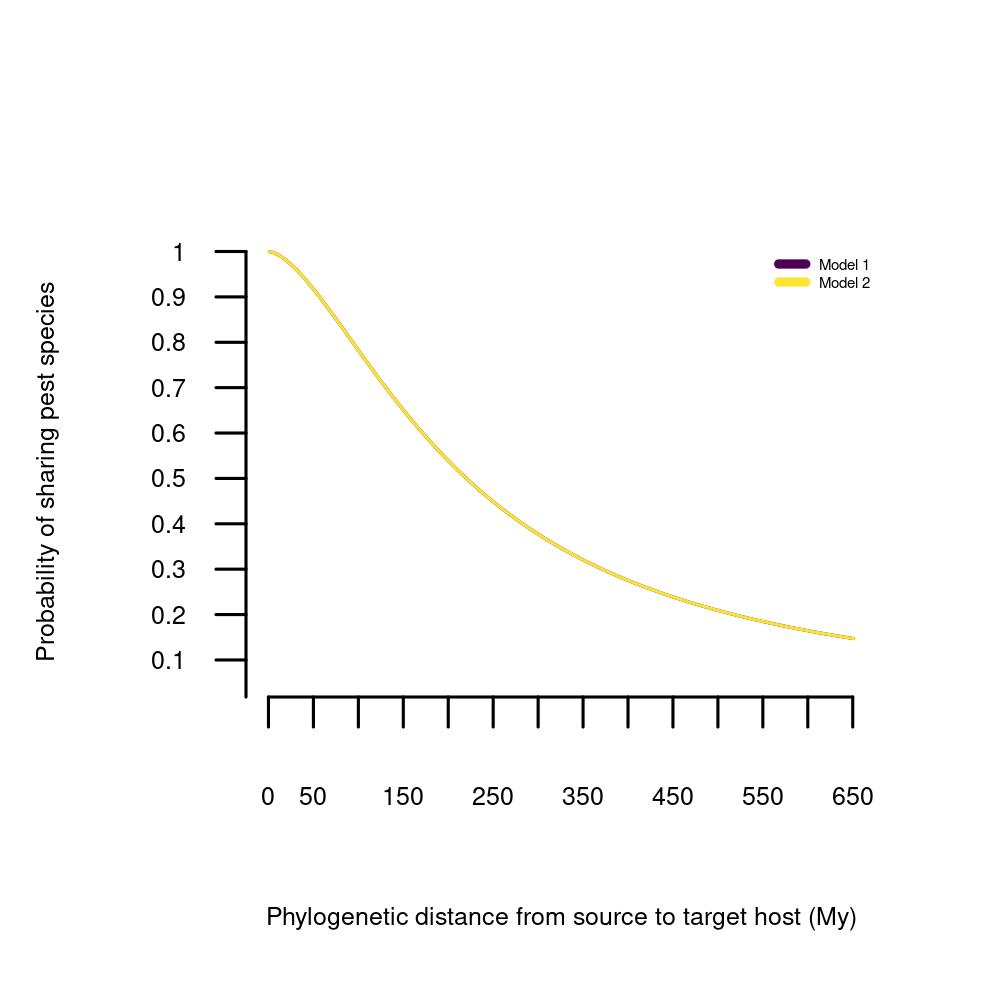 Probability of sharing pest species
1
0.9
0.8
0.7
0.6
0.5
0.4
0.3
0.2
0.1
Model 1
Model 2
0 50 150 250 350 450 550 650
Phylogenetic distance from source to target host (My)